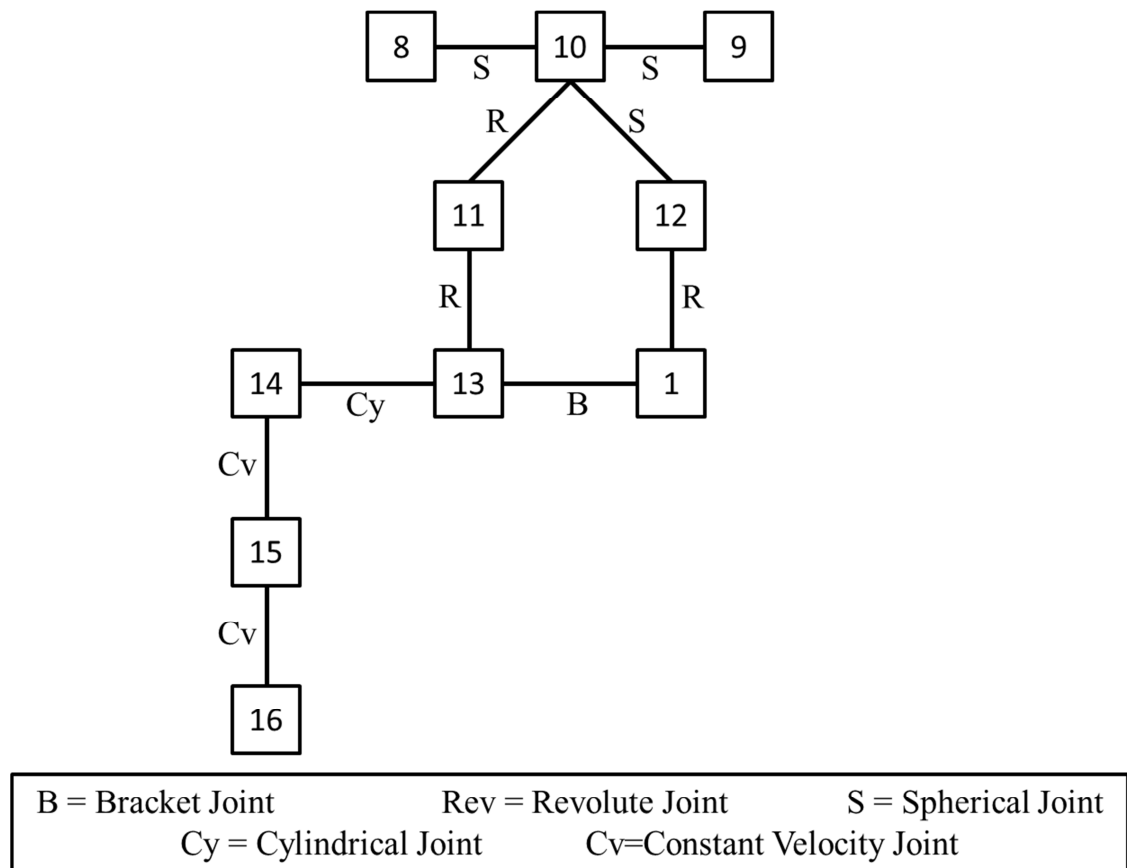 8 10 9
S S
R S
11 12
R R
14 13 1
Cy B
Cv
15
Cv
16
B = Bracket Joint Rev = Revolute Joint S = Spherical Joint
Cy = Cylindrical Joint Cv=Constant Velocity Joint